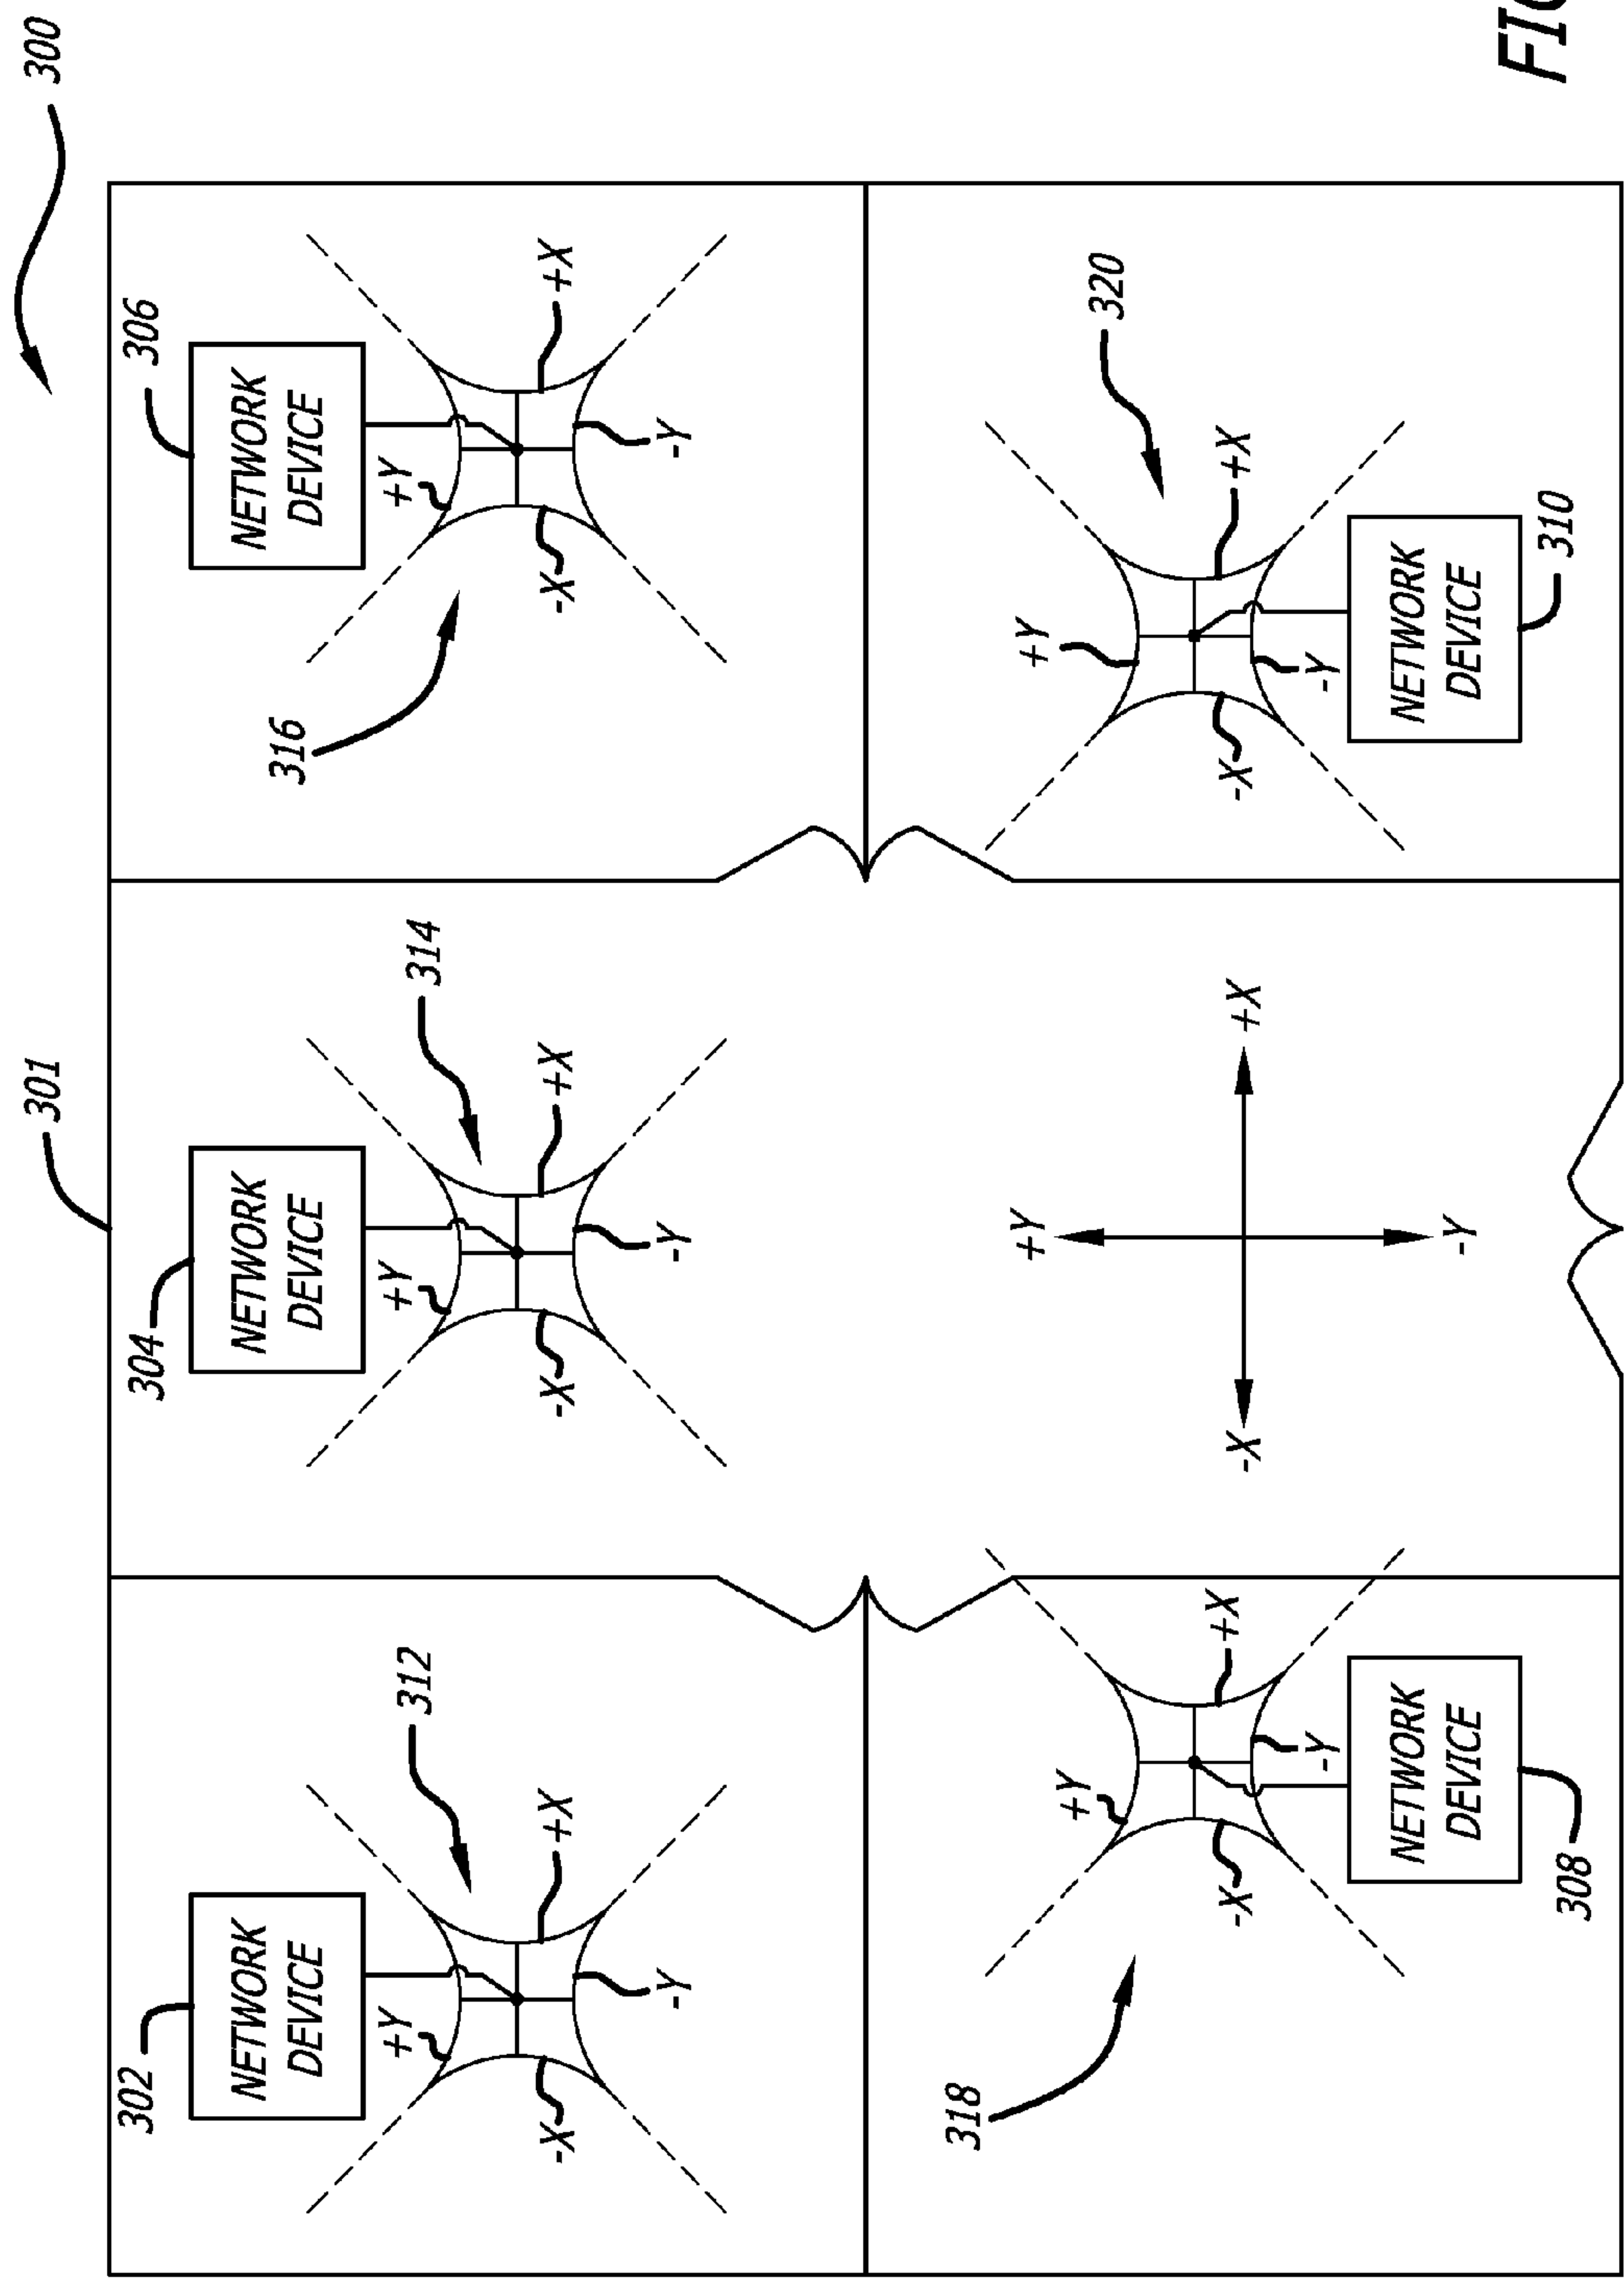 300
301
302
NETWORK
DEVICE
+Y
-X
+X
-Y
312
304
NETWORK
DEVICE
+Y
-X
+X
-Y
314
306
NETWORK
DEVICE
+Y
-X
+X
-Y
316
318
+Y
-X
+X
-Y
NETWORK
DEVICE
308
+Y
-X
+X
-Y
320
+Y
-X
+X
-Y
NETWORK
DEVICE
310